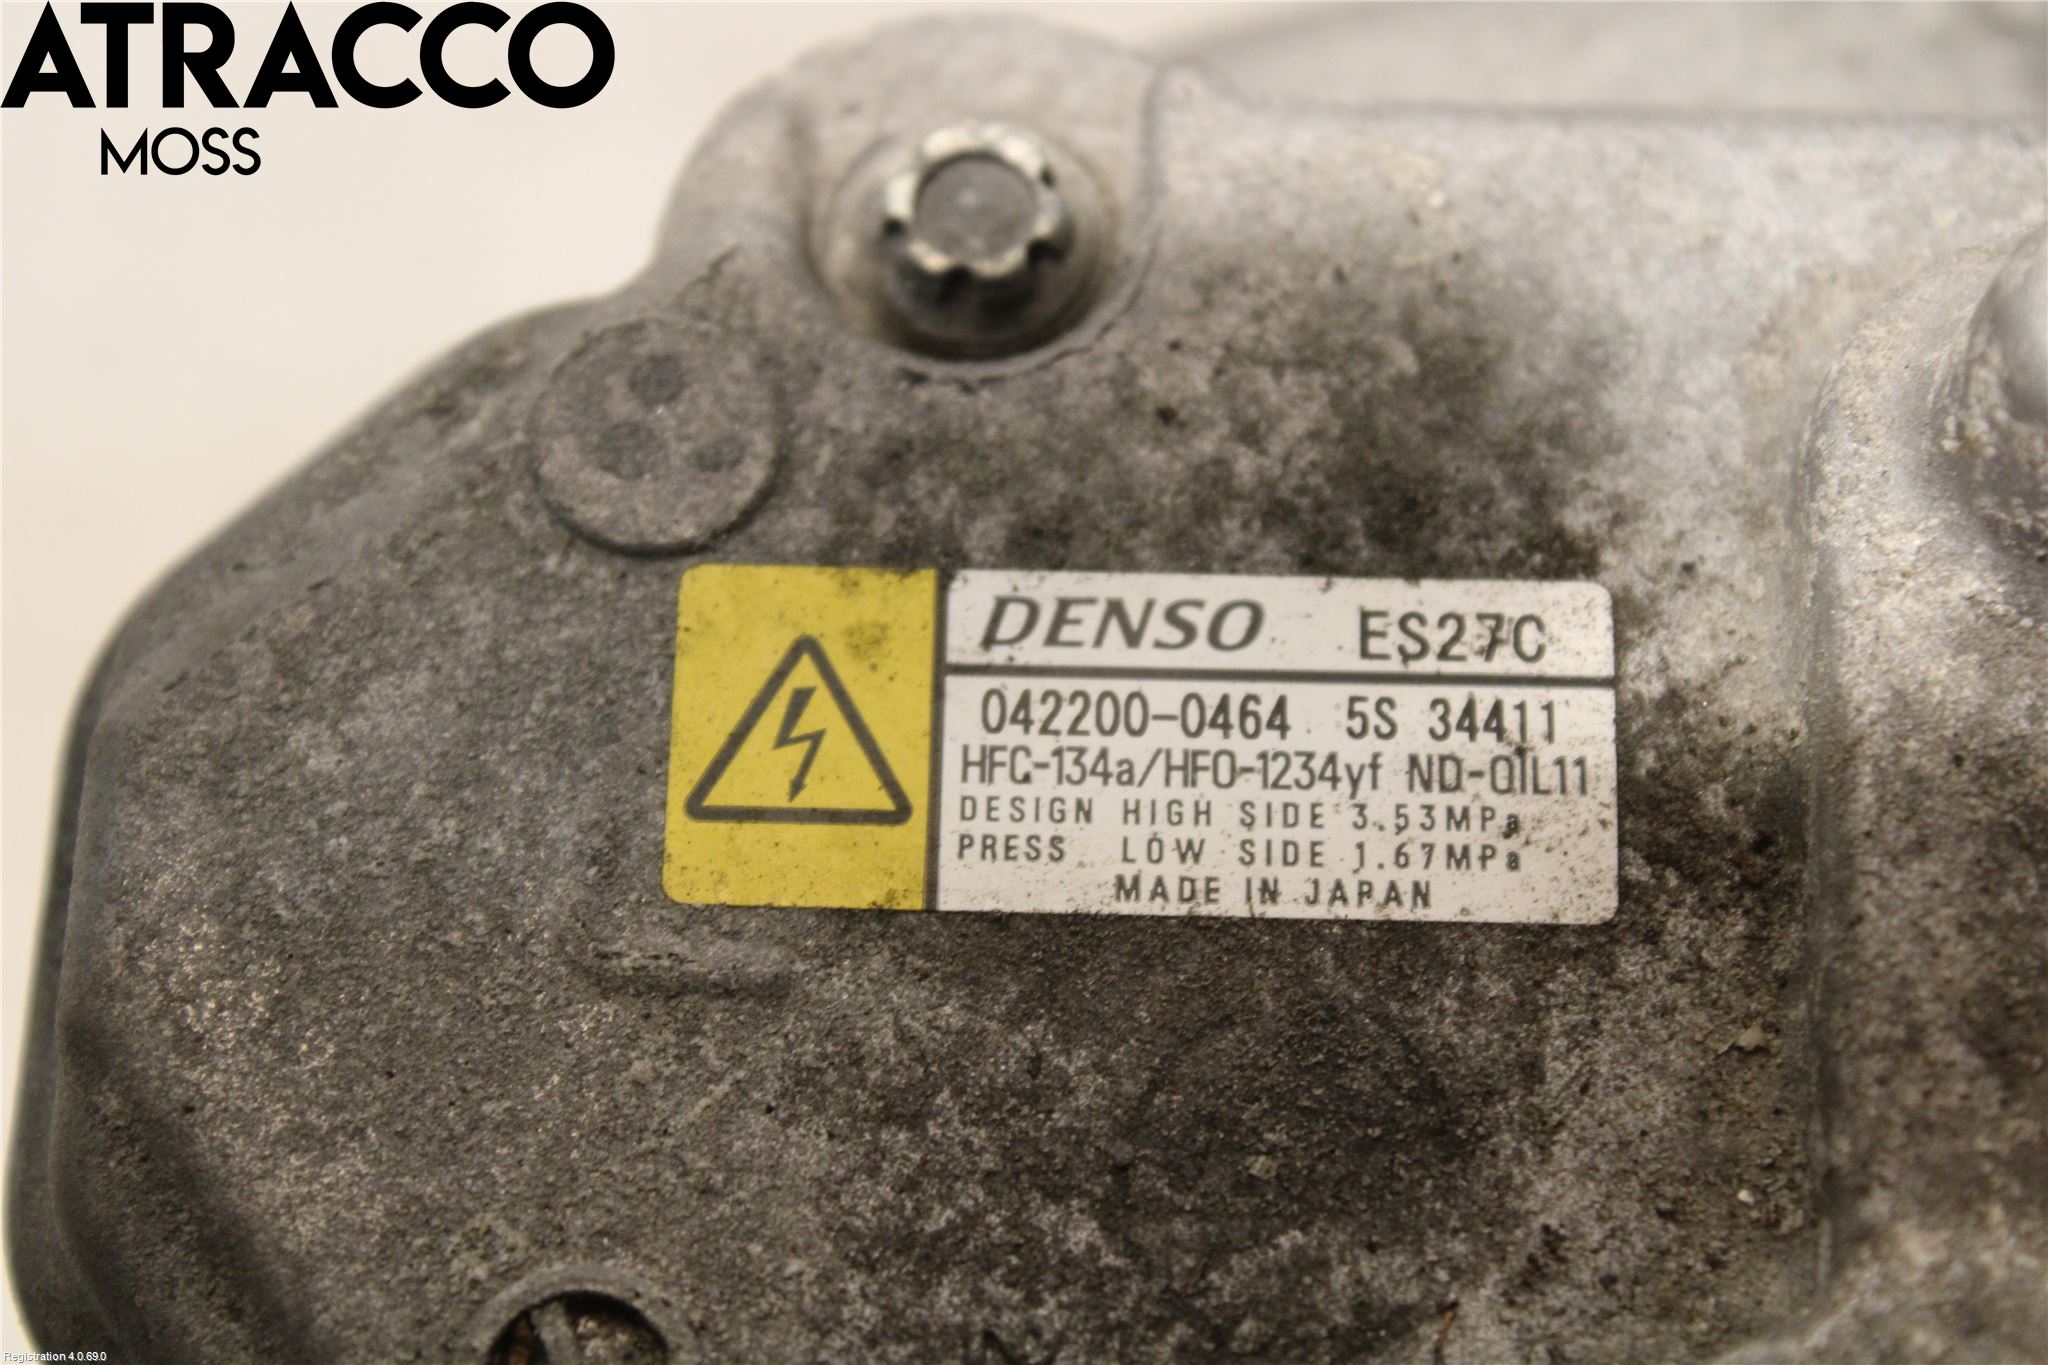 ATRACCO
MOSS
DENSO ES27C
042200-0464 5S 34411
HFC-134a/HFO-1234yf ND-OIL11
DESIGN HIGH SIDE 3.53MPa
PRESS LOW SIDE 1.67MPa
MADE IN JAPAN
Registration 4.0.69.0